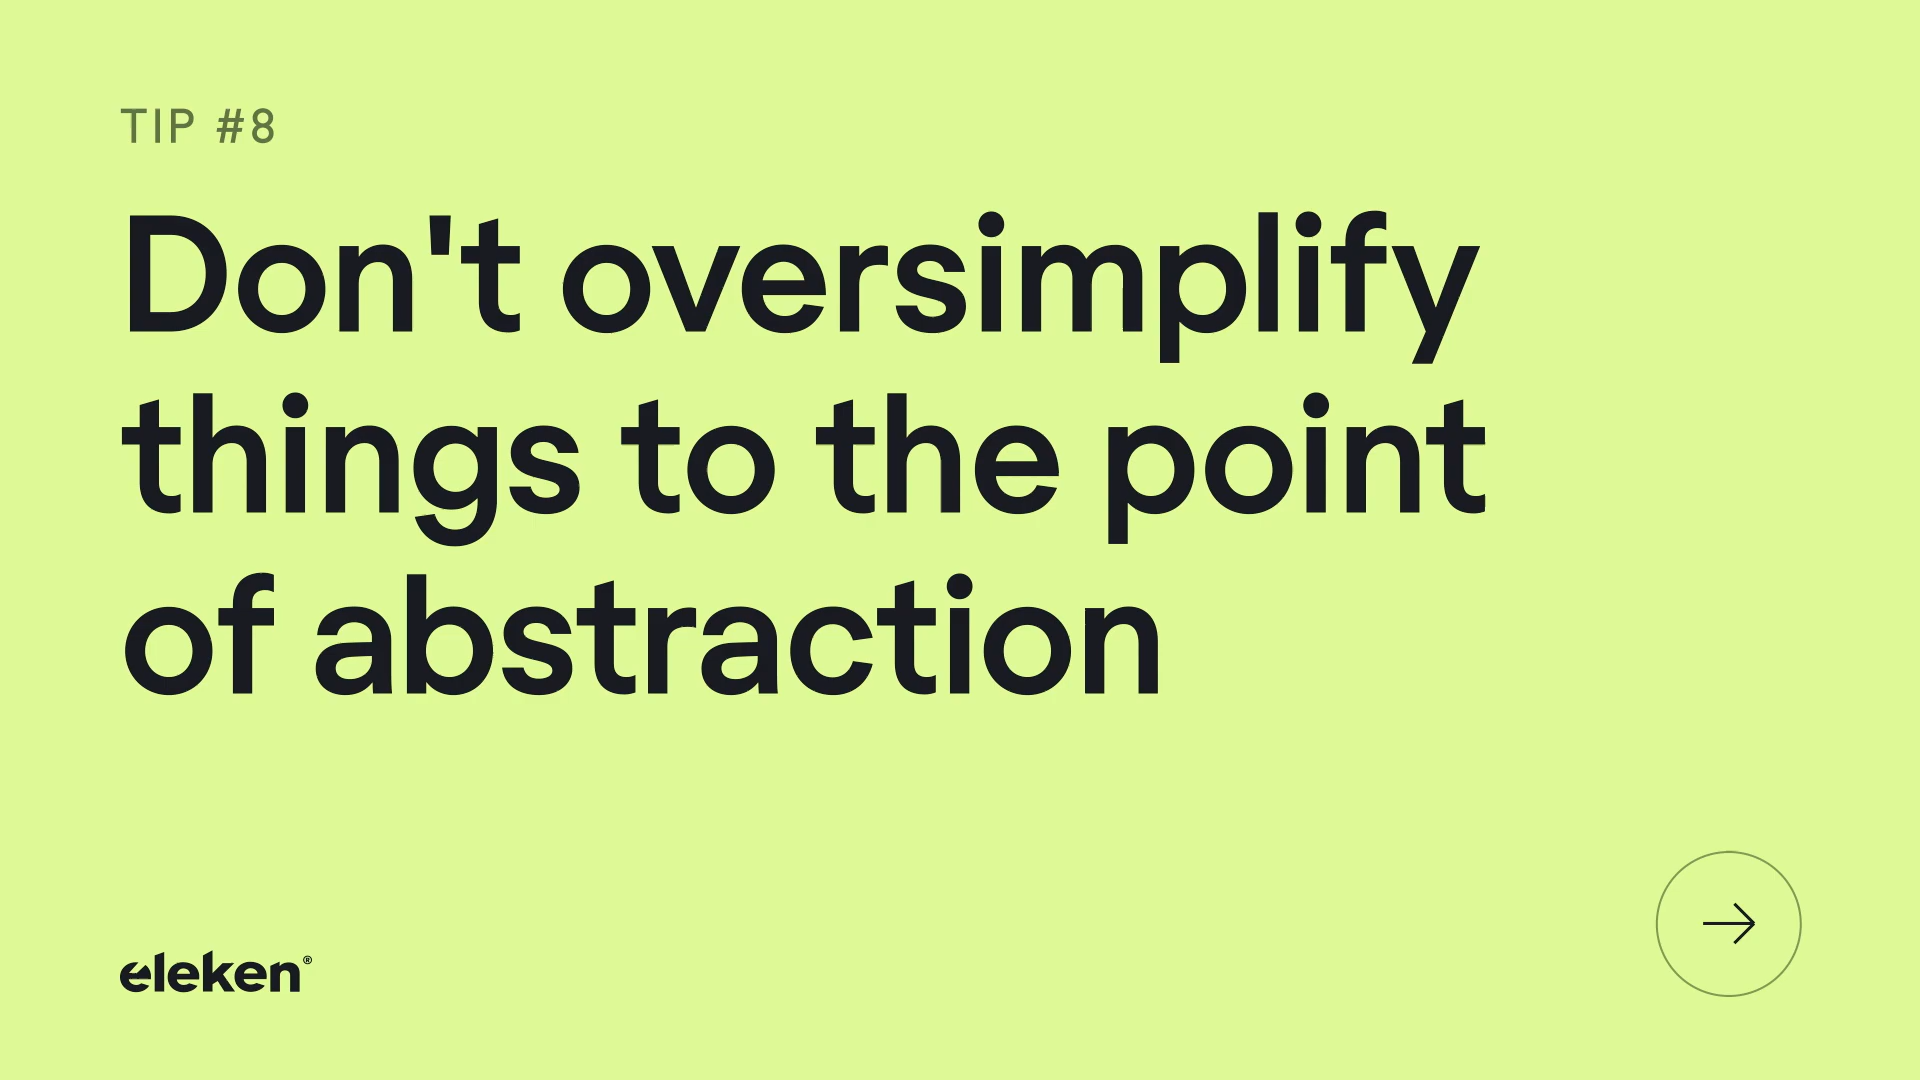 TIP #8
Don't oversimplify
things to the point
of abstraction
eleken®